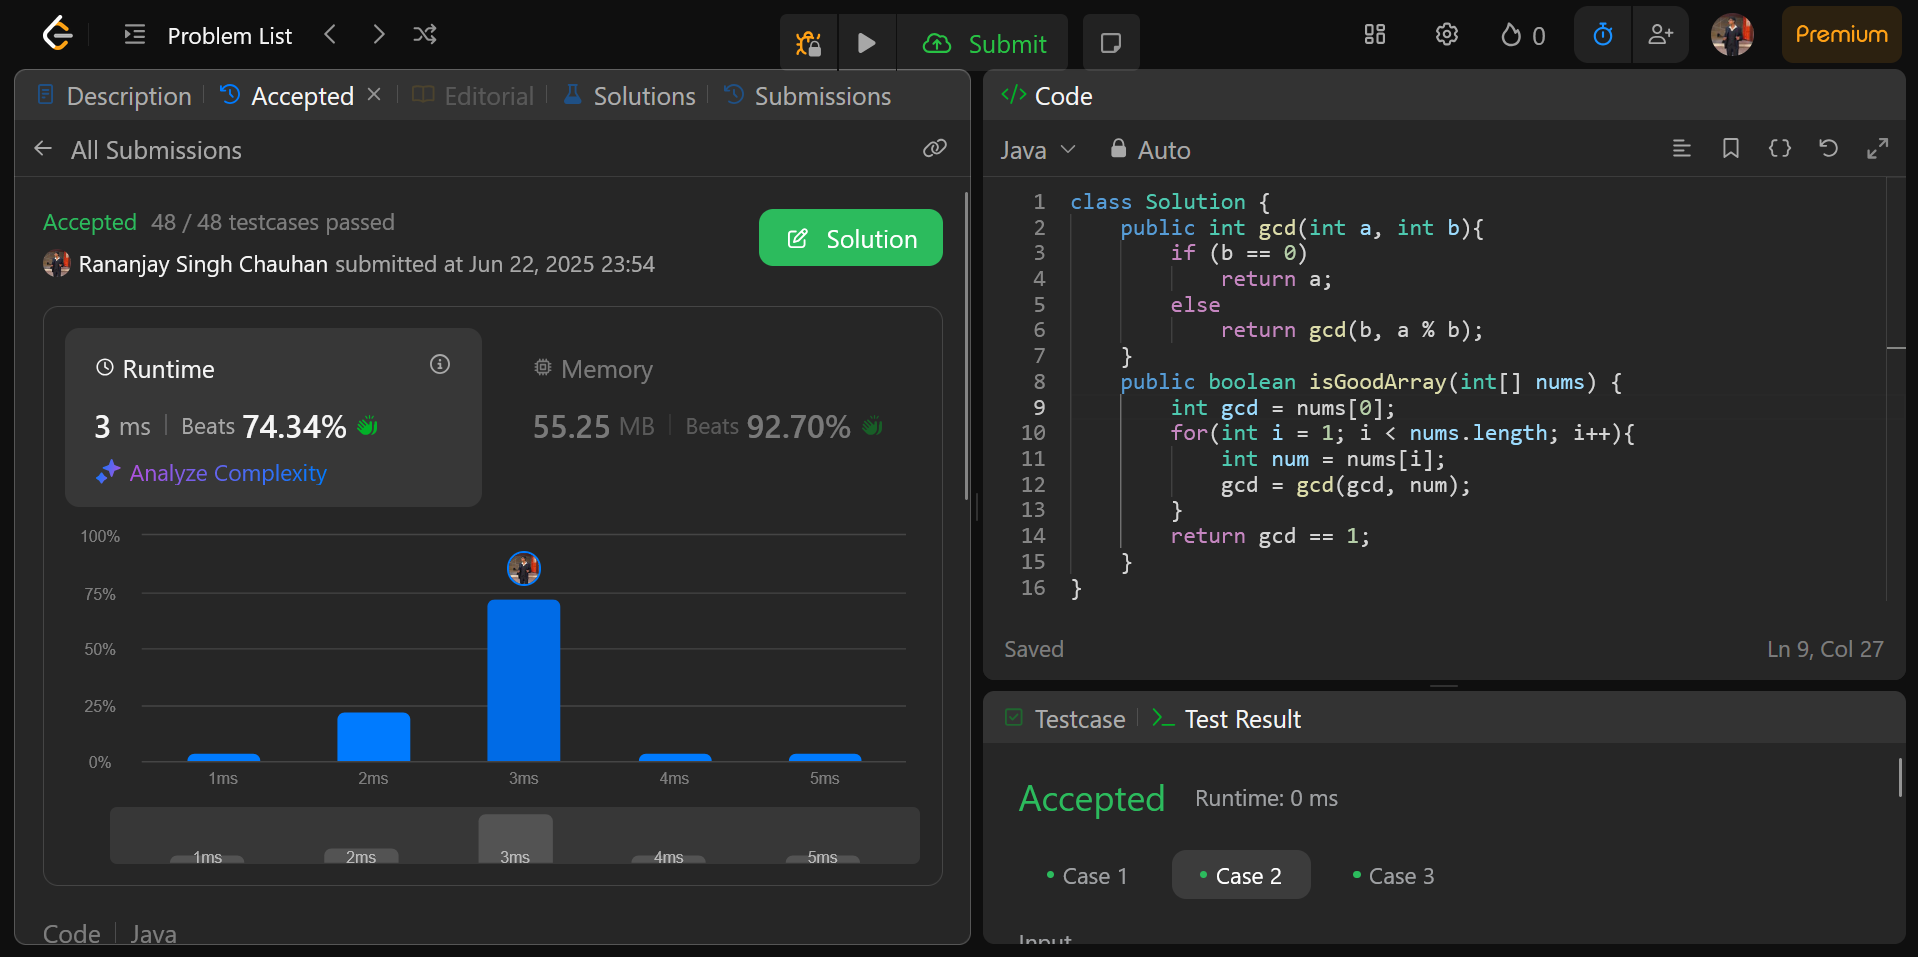 Problem List
Submit
0
Premium
Description
Accepted
Editorial
Solutions
Submissions
All Submissions
Accepted 48 / 48 testcases passed
Rananjay Singh Chauhan submitted at Jun 22, 2025 23:54
Solution
Runtime
3 ms Beats 74.34%
Analyze Complexity
Memory
55.25 MB Beats 92.70%
100%
75%
50%
25%
0%
1ms 2ms 3ms 4ms 5ms
1ms 2ms 3ms 4ms 5ms
Code Java
</> Code
Java Auto
1 class Solution {
2     public int gcd(int a, int b){
3         if (b == 0)
4             return a;
5         else
6             return gcd(b, a % b);
7     }
8     public boolean isGoodArray(int[] nums) {
9         int gcd = nums[0];
10         for(int i = 1; i < nums.length; i++){
11             int num = nums[i];
12             gcd = gcd(gcd, num);
13         }
14         return gcd == 1;
15     }
16 }
Saved
Ln 9, Col 27
Testcase
Test Result
Accepted Runtime: 0 ms
Case 1
Case 2
Case 3
Input